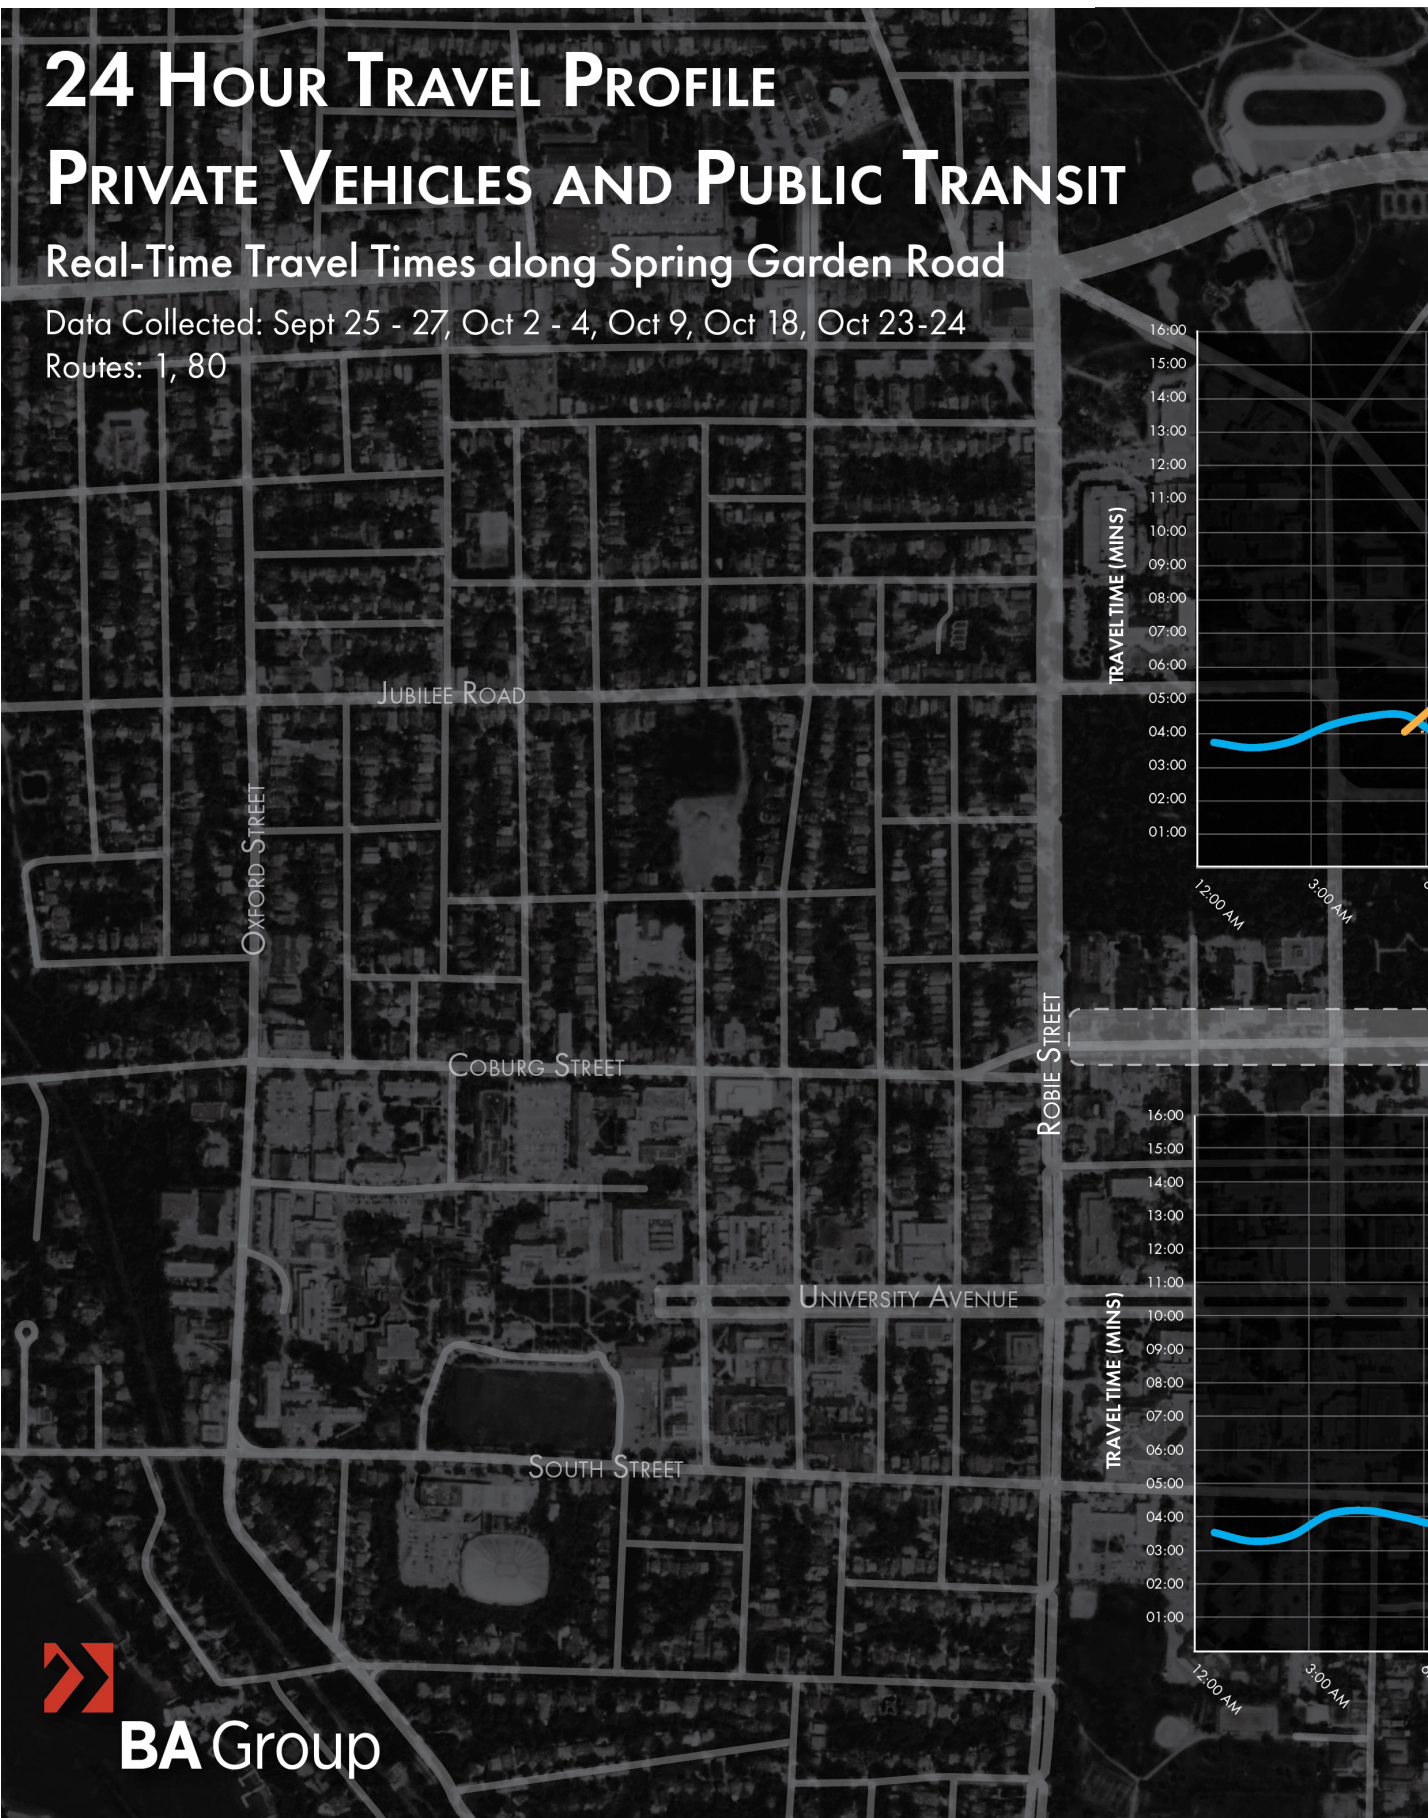 24 Hour Travel Profile
Private Vehicles and Public Transit
Real-Time Travel Times along Spring Garden Road
Data Collected: Sept 25 - 27, Oct 2 - 4, Oct 9, Oct 18, Oct 23-24
Routes: 1, 80
TRAVEL TIME (MINS)
16:00
15:00
14:00
13:00
12:00
11:00
10:00
09:00
08:00
07:00
06:00
05:00
04:00
03:00
02:00
01:00
12:00 AM
3:00 AM
Jubilee Road
Oxford Street
Coburg Street
Robie Street
University Avenue
South Street
TRAVEL TIME (MINS)
16:00
15:00
14:00
13:00
12:00
11:00
10:00
09:00
08:00
07:00
06:00
05:00
04:00
03:00
02:00
01:00
12:00 AM
3:00 AM
BA Group